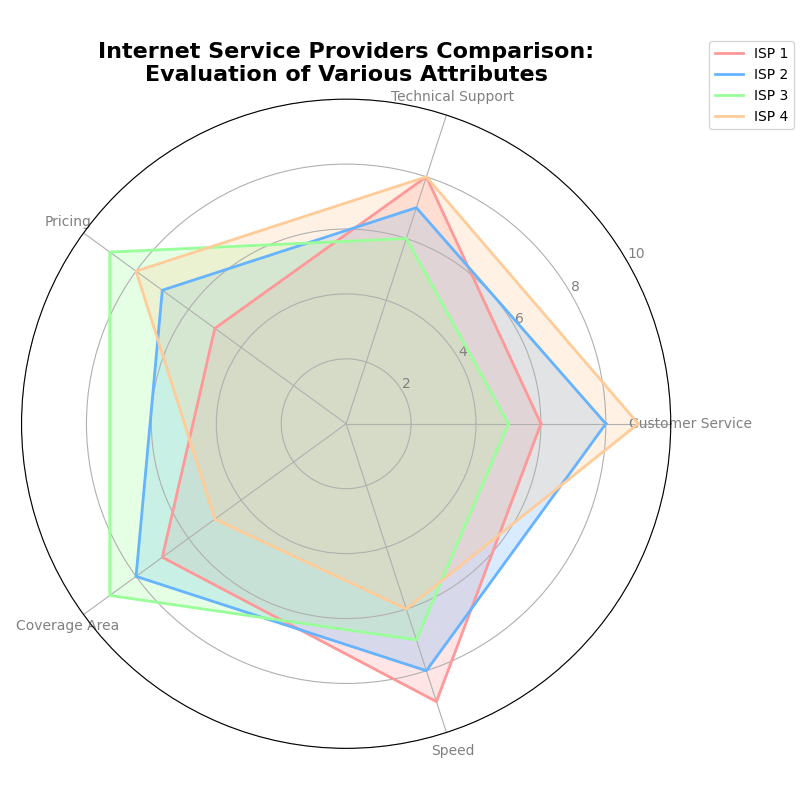 Internet Service Providers Comparison:
Evaluation of Various Attributes
ISP 1
ISP 2
ISP 3
ISP 4
Technical Support
Pricing
10
8
6
4
2
Customer Service
Coverage Area
Speed